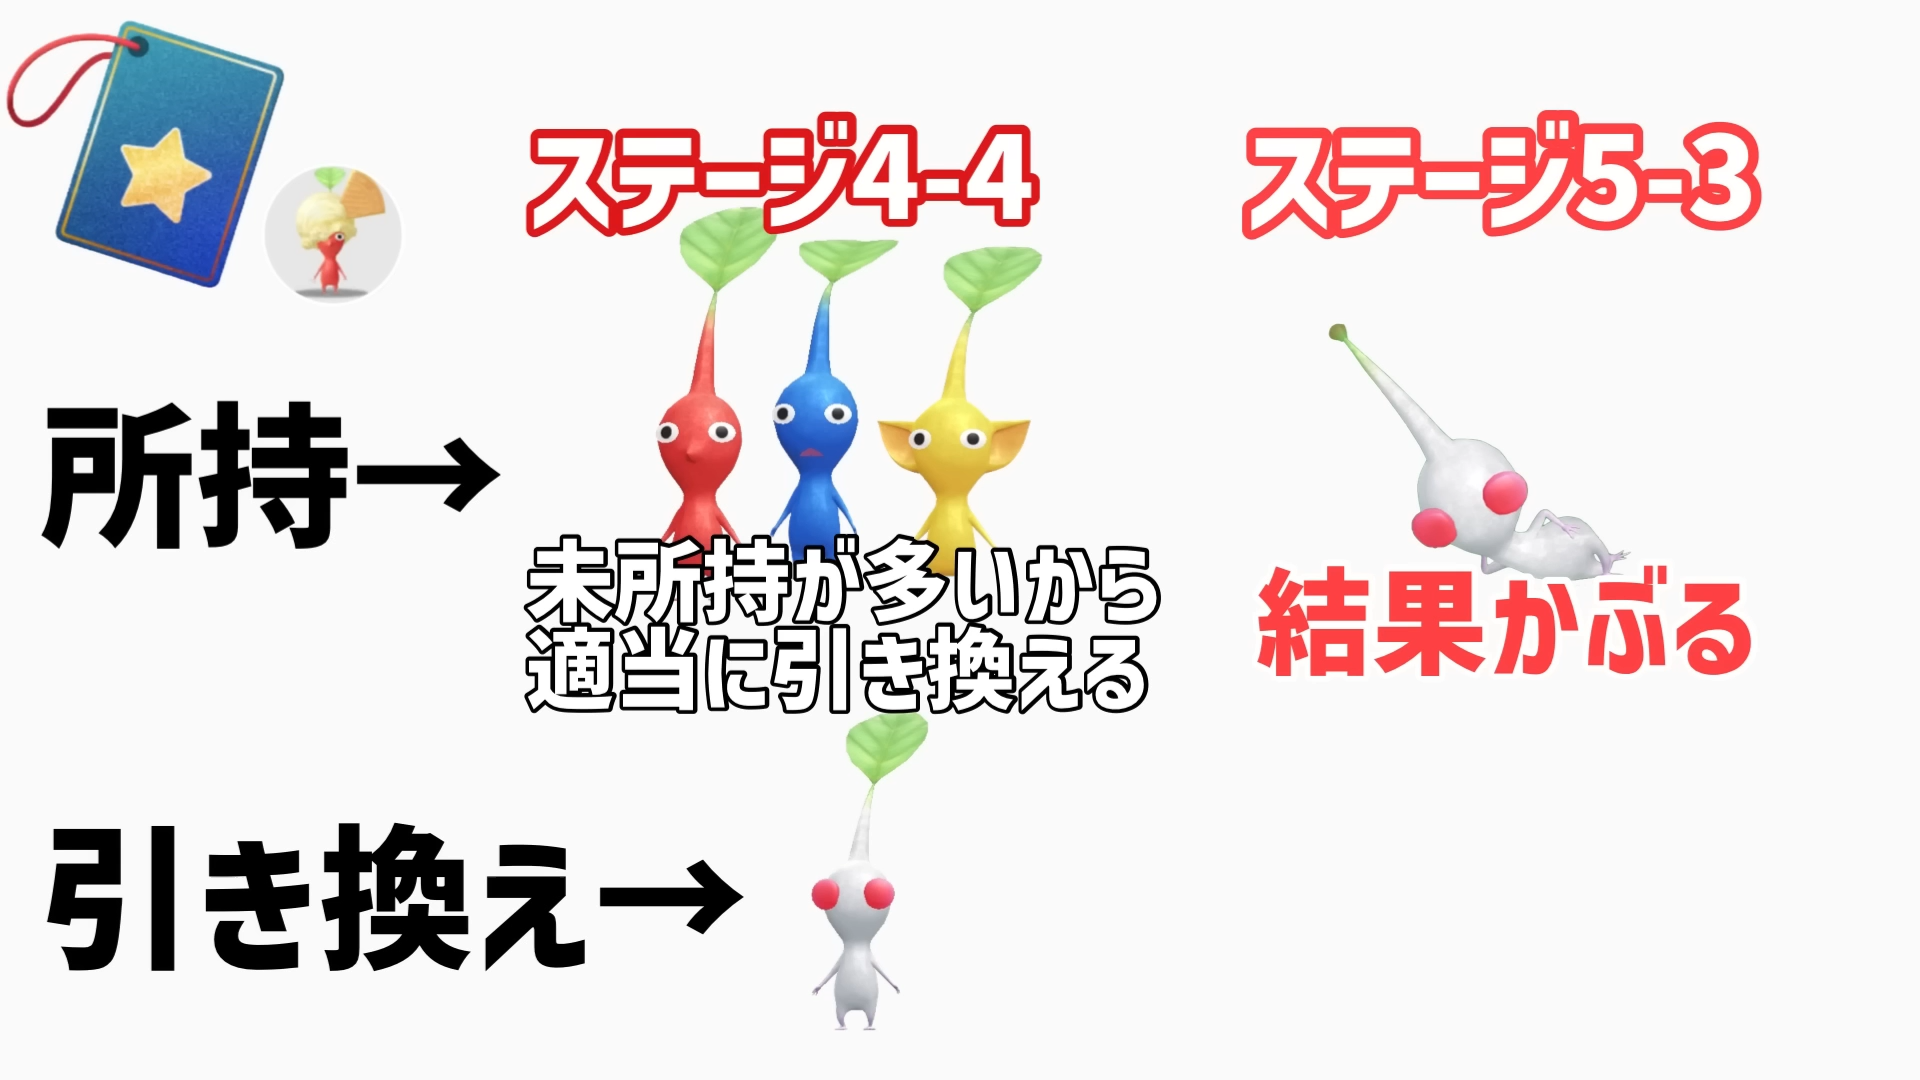 ステージ4-4
ステージ5-3
所持→
未所持が多いから
適当に引き換える
結果かぶる
引き換え→